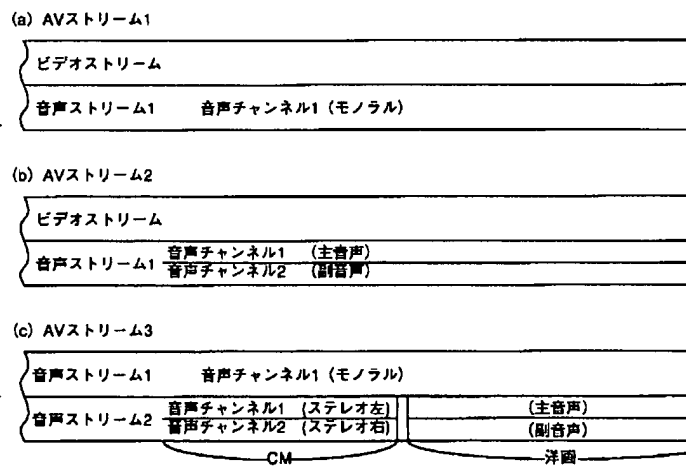 (a) AVストリーム1
ビデオストリーム
音声ストリーム1 音声チャンネル1 (モノラル)
(b) AVストリーム2
ビデオストリーム
音声ストリーム1
音声チャンネル1 (主音声)
音声チャンネル2 (副音声)
(c) AVストリーム3
音声ストリーム1 音声チャンネル1 (モノラル)
音声ストリーム2
音声チャンネル1 (ステレオ左) (主音声)
音声チャンネル2 (ステレオ右) (副音声)
CM 洋画